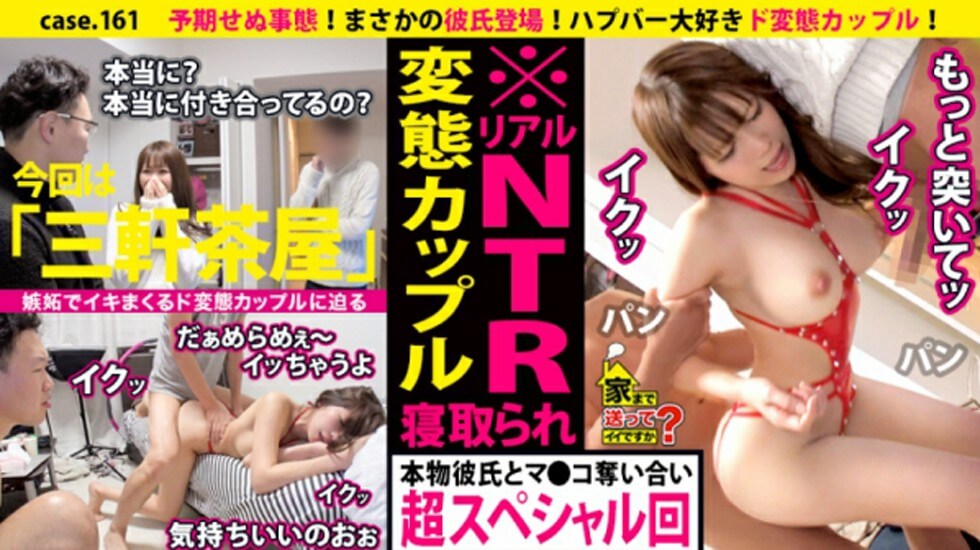 case.161 予期せぬ事態！まさかの彼氏登場！ハプバー大好きド変態カップル！
本当に？
本当に付き合ってるの？
今回は
「三軒茶屋」
嫉妬でイキまくるド変態カップルに迫る
だぁめらめぇ〜
イッちゃうよ
イクッ
イクッ
気持ちいいのおぉ
※リアルNTR
変態カップル
寝取られ
本物彼氏とマ●コ奪い合い
超スペシャル回
もっと突いてッ
イクッ
イクッ
パン
パン
家まで
送って
イイですか
?